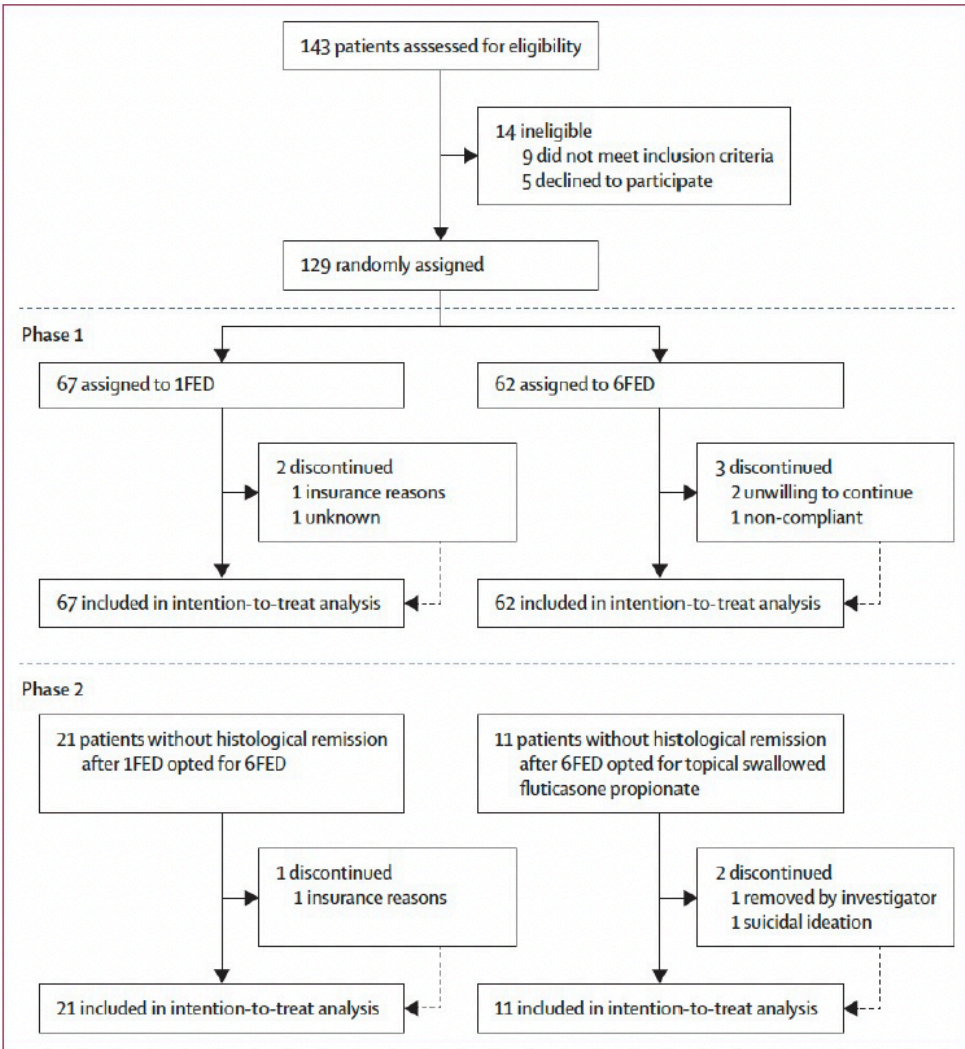 143 patients asssessed for eligibility
14 ineligible
9 did not meet inclusion criteria
5 declined to participate
129 randomly assigned
Phase 1
67 assigned to 1FED
62 assigned to 6FED
2 discontinued
1 insurance reasons
1 unknown
3 discontinued
2 unwilling to continue
1 non-compliant
67 included in intention-to-treat analysis
62 included in intention-to-treat analysis
Phase 2
21 patients without histological remission
after 1FED opted for 6FED
11 patients without histological remission
after 6FED opted for topical swallowed
fluticasone propionate
1 discontinued
1 insurance reasons
2 discontinued
1 removed by investigator
1 suicidal ideation
21 included in intention-to-treat analysis
11 included in intention-to-treat analysis